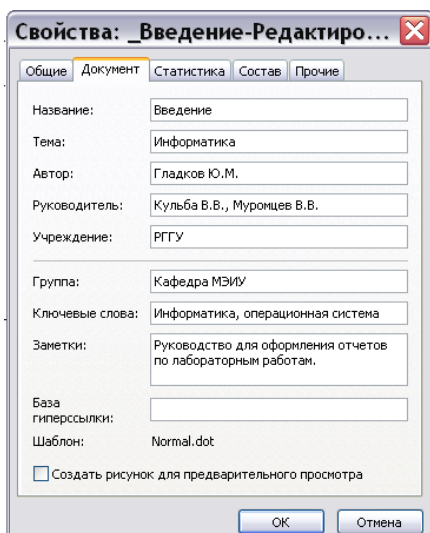 Свойства: _Введение-Редактиро...
Общие Документ Статистика Состав Прочие
Название: Введение
Тема: Информатика
Автор: Гладков Ю.М.
Руководитель: Кульба В.В., Муромцев В.В.
Учреждение: РГГУ
Группа: Кафедра МЭИУ
Ключевые слова: Информатика, операционная система
Заметки: Руководство для оформления отчетов
по лабораторным работам.
База
гиперссылки:
Шаблон: Normal.dot
Создать рисунок для предварительного просмотра
ОК Отмена